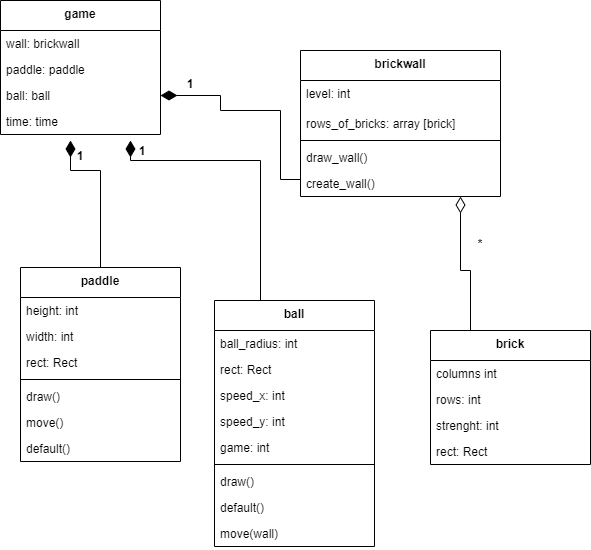 game
wall: brickwall
paddle: paddle
ball: ball
time: time
1
1
1
brickwall
level: int
rows_of_bricks: array [brick]
draw_wall()
create_wall()
*
paddle
height: int
width: int
rect: Rect
draw()
move()
default()
ball
ball_radius: int
rect: Rect
speed_x: int
speed_y: int
game: int
draw()
default()
move(wall)
brick
columns int
rows: int
strenght: int
rect: Rect